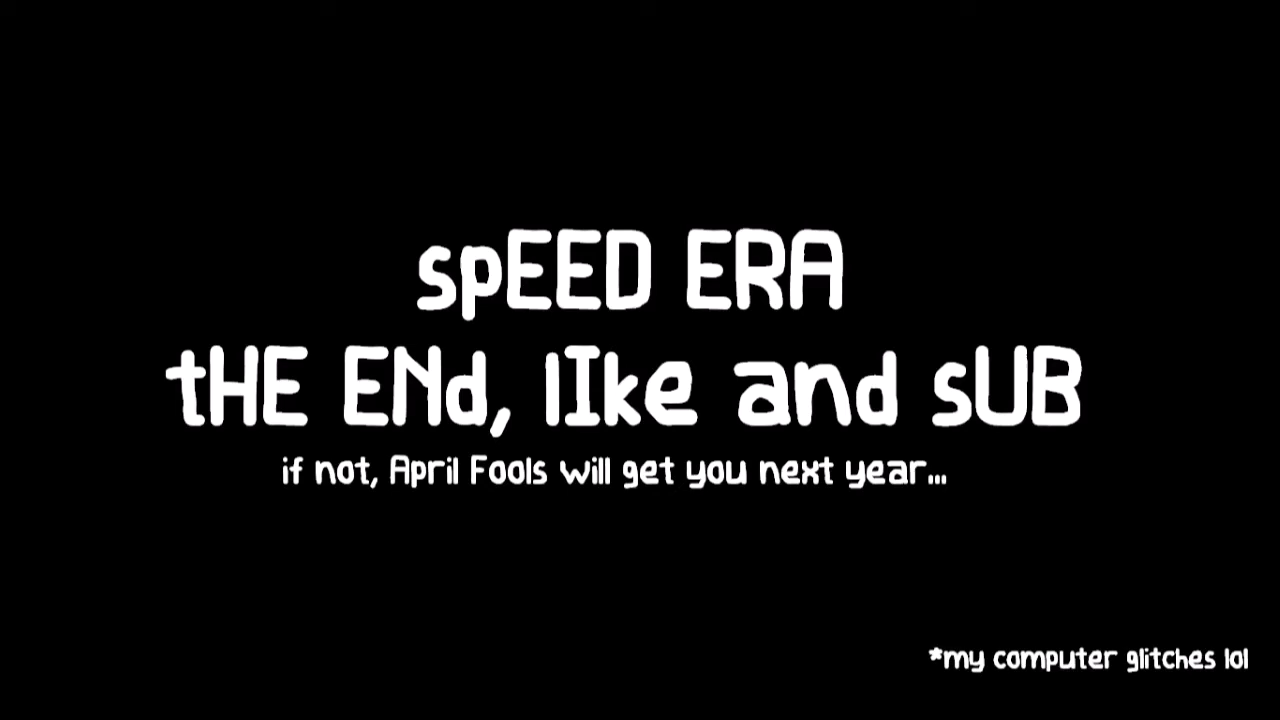 spEED ERA
tHE ENd, lIke and sUB
if not, April Fools will get you next year...
*my computer glitches lol